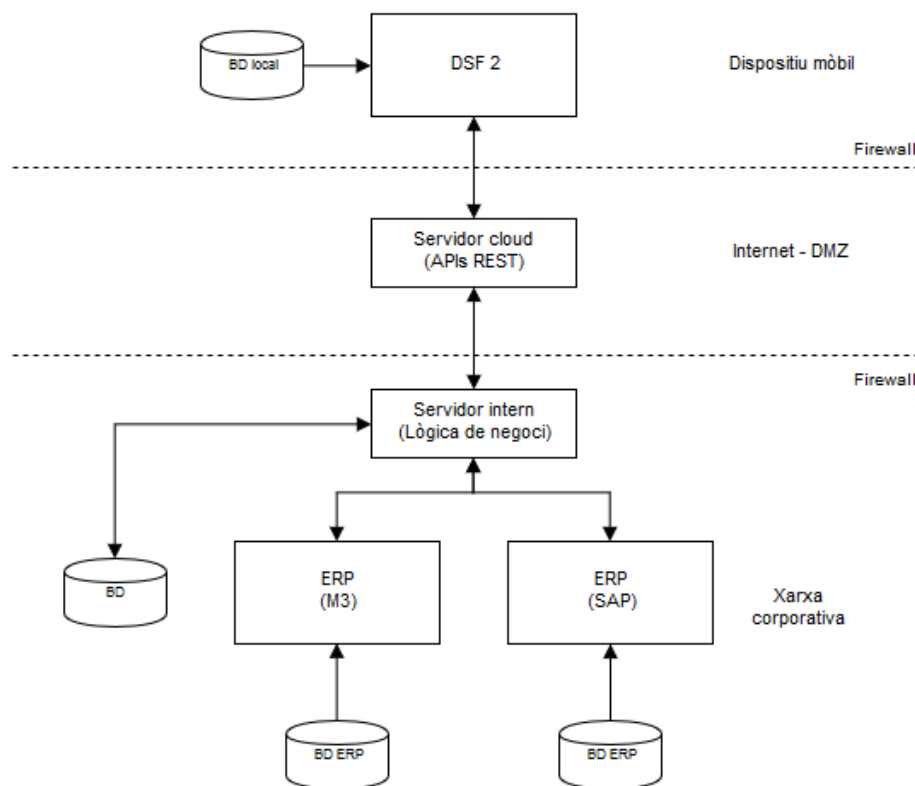 BD local
DSF 2
Dispositiu mòbil
Firewall
Servidor cloud
(APIs REST)
Internet - DMZ
Firewall
Servidor intern
(Lògica de negoci)
BD
ERP
(M3)
ERP
(SAP)
Xarxa
corporativa
BD ERP
BD ERP